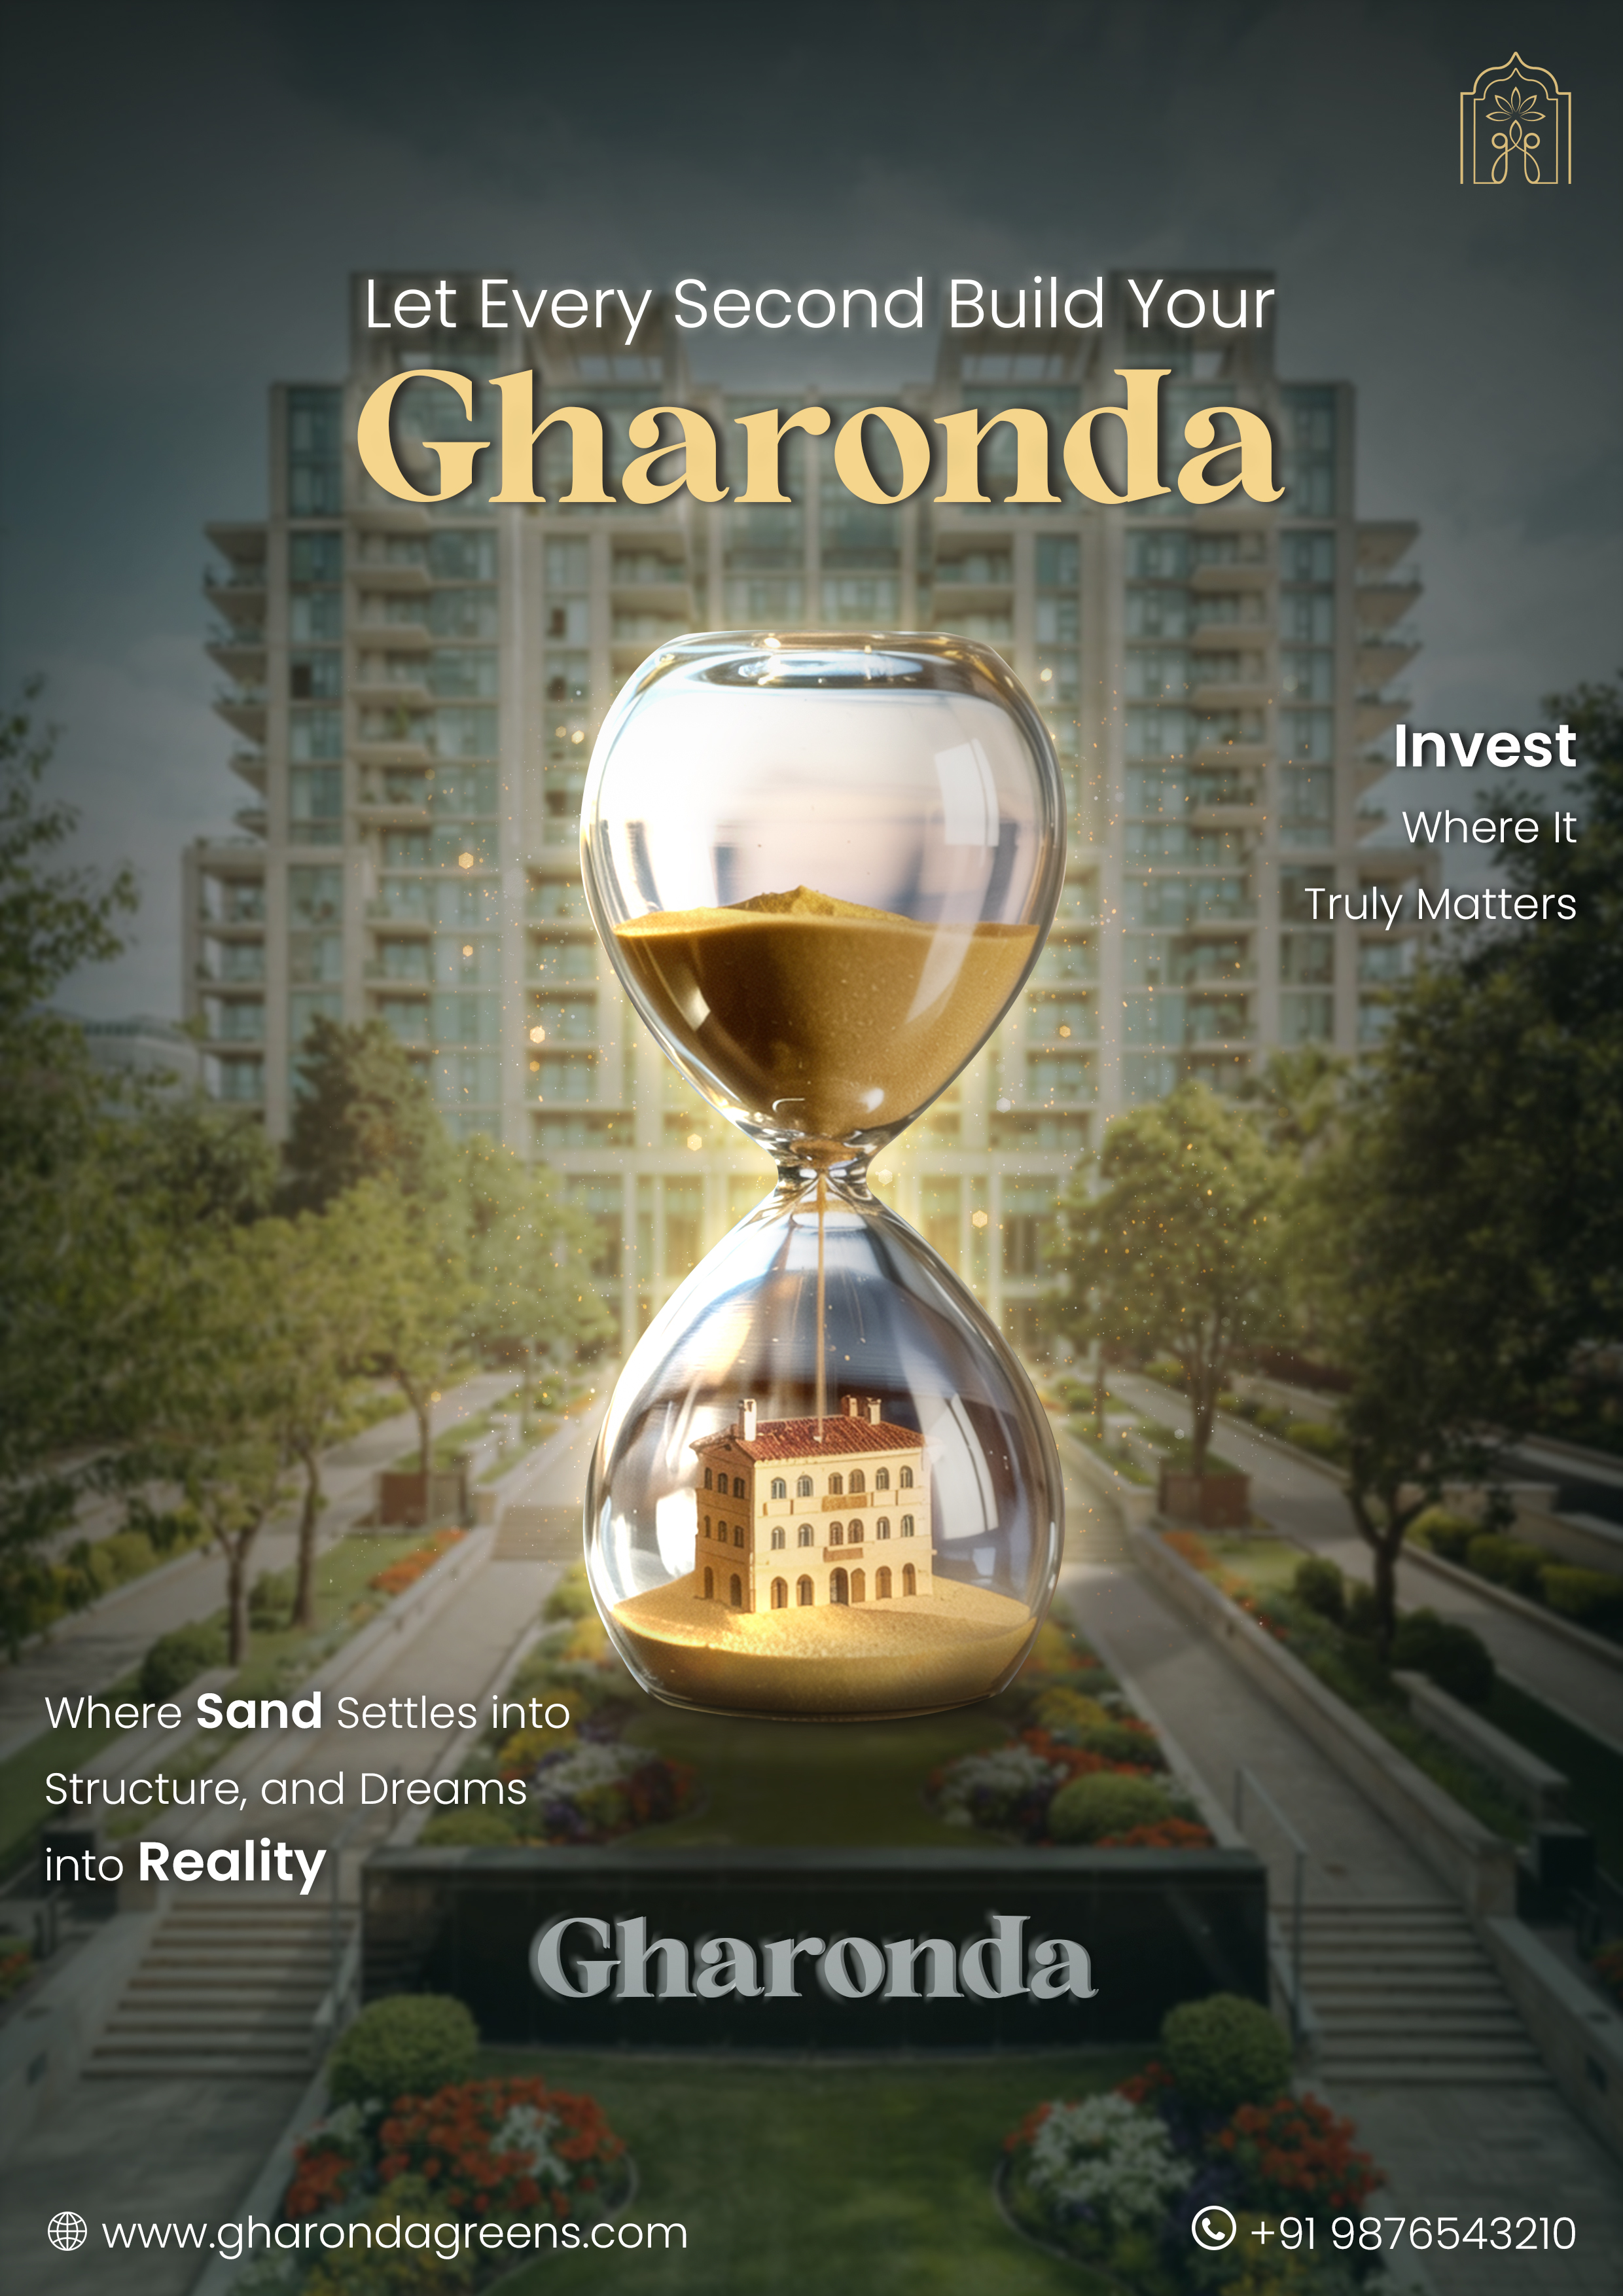 Let Every Second Build Your
Gharonda
Invest
Where It
Truly Matters
Where Sand Settles into
Structure, and Dreams
into Reality
Gharonda
www.gharondagreens.com
+91 9876543210